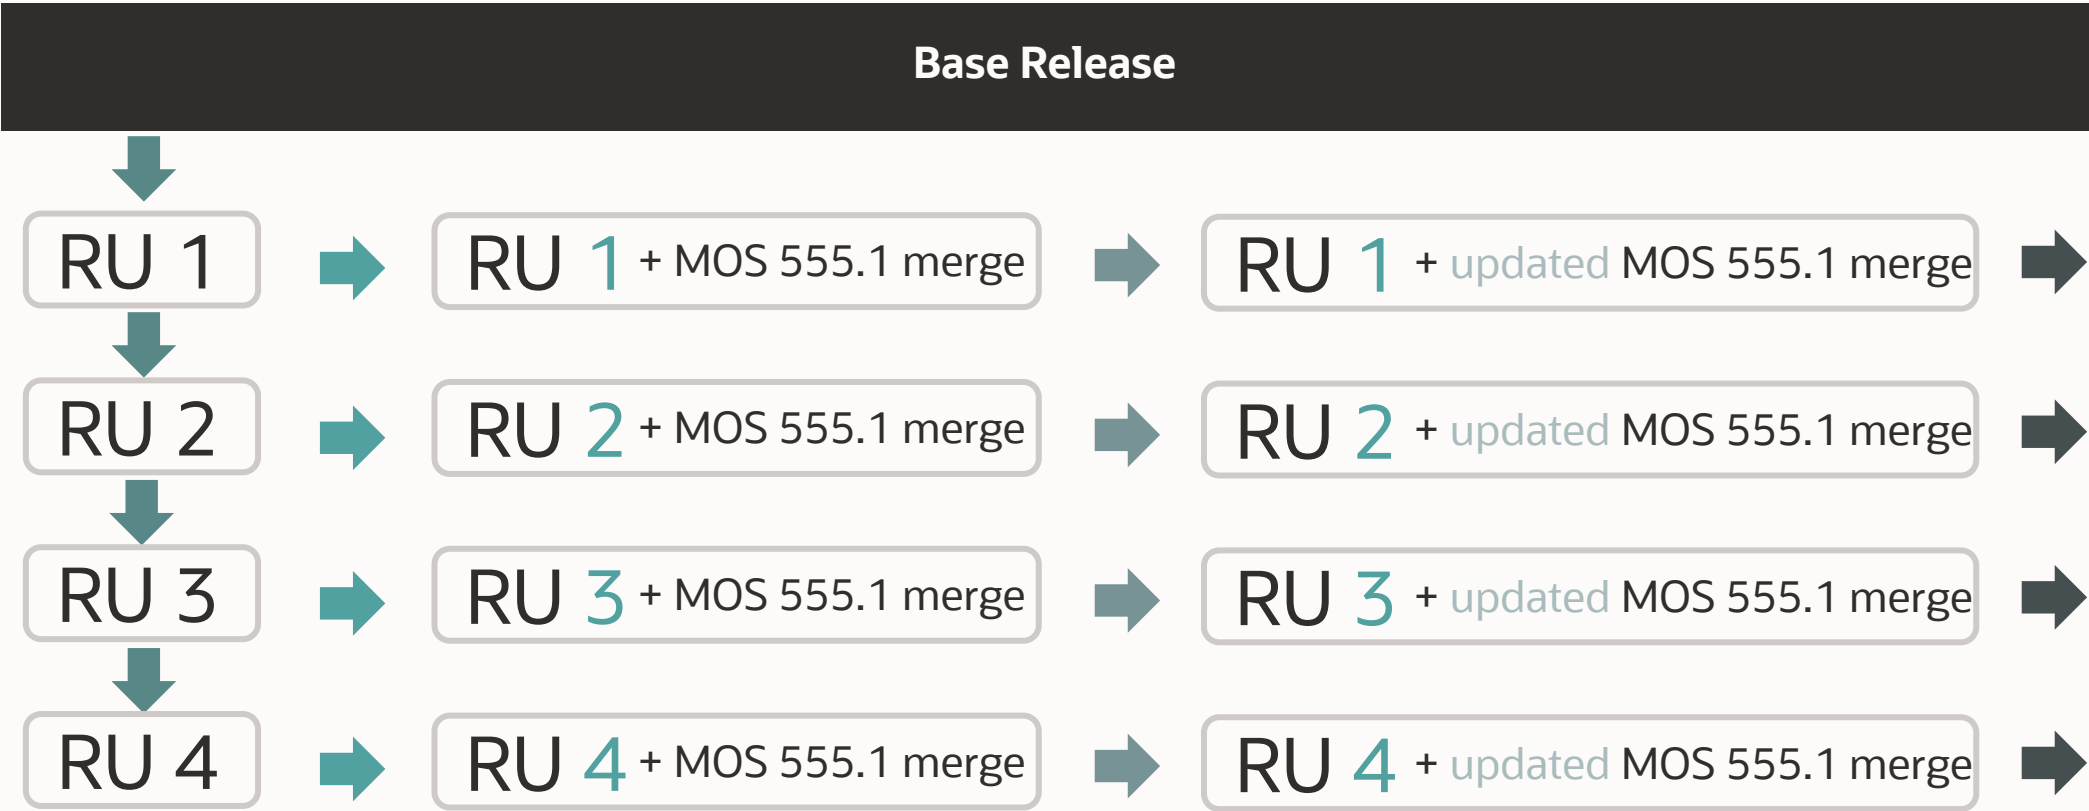 Base Release
RU 1
RU 1 + MOS 555.1 merge
RU 1 + updated MOS 555.1 merge
RU 2
RU 2 + MOS 555.1 merge
RU 2 + updated MOS 555.1 merge
RU 3
RU 3 + MOS 555.1 merge
RU 3 + updated MOS 555.1 merge
RU 4
RU 4 + MOS 555.1 merge
RU 4 + updated MOS 555.1 merge